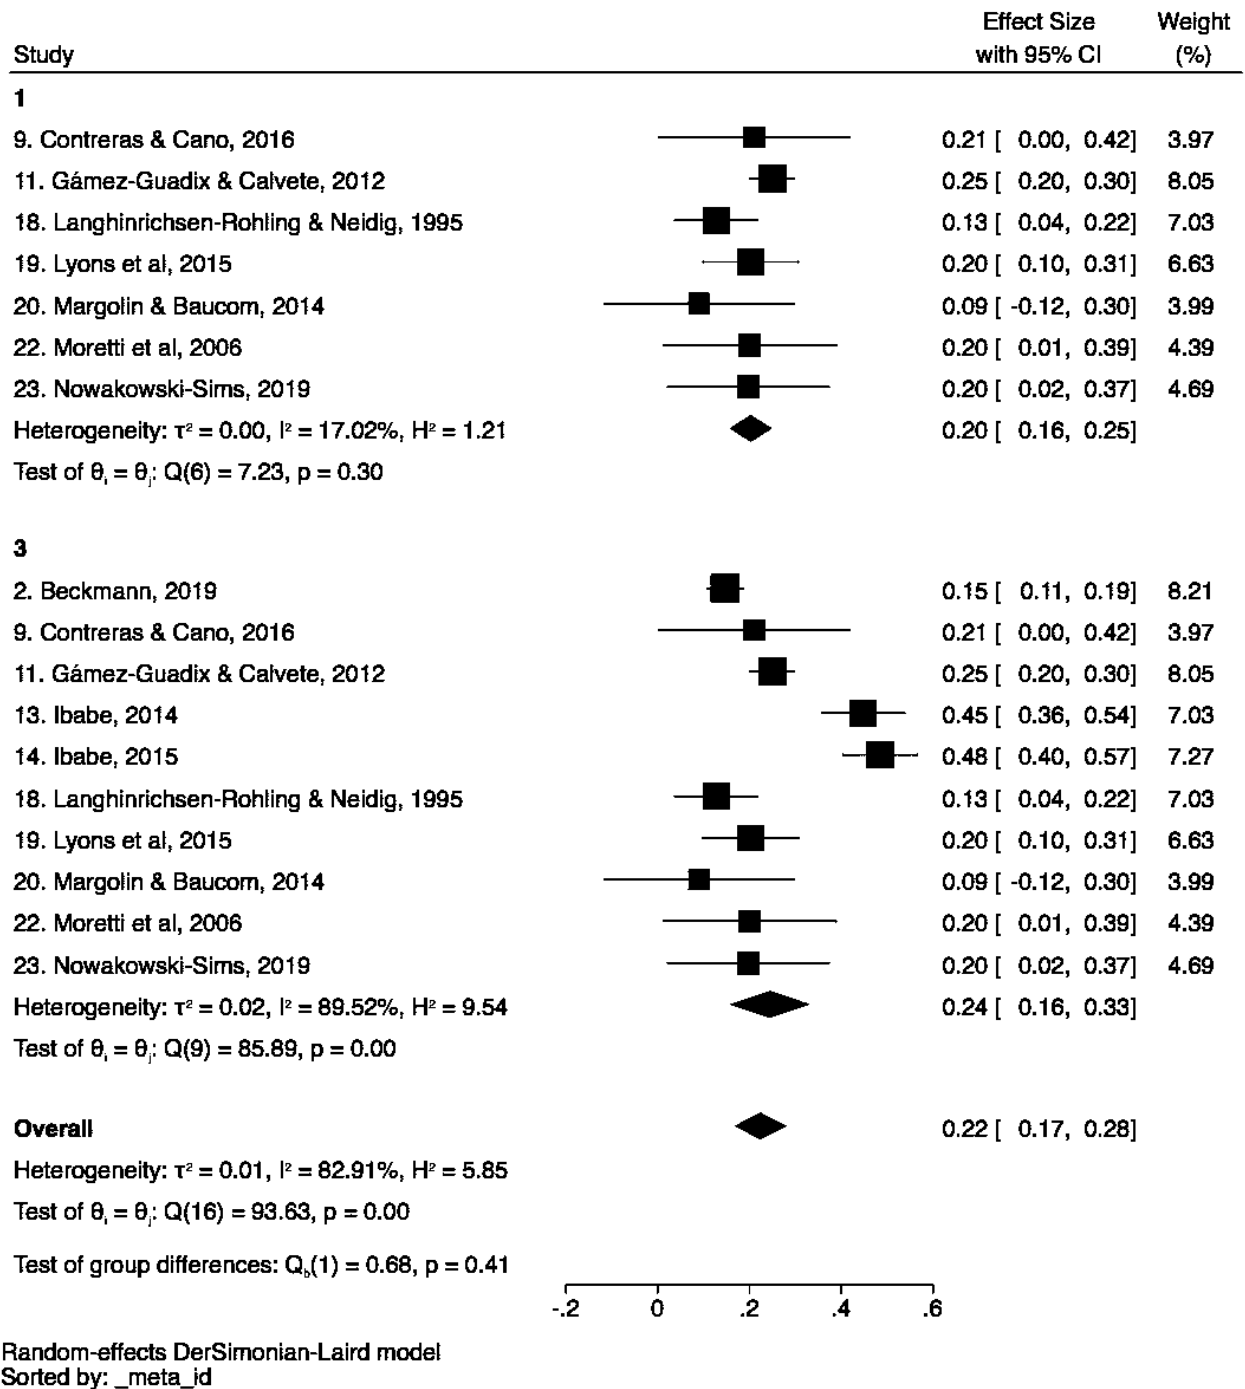 Effect Size Weight
Study with 95% CI (%)
1
9. Contreras & Cano, 2016 0.21 [ 0.00, 0.42] 3.97
11. Gámez-Guadix & Calvete, 2012 0.25 [ 0.20, 0.30] 8.05
18. Langhinrichsen-Rohling & Neidig, 1995 0.13 [ 0.04, 0.22] 7.03
19. Lyons et al, 2015 0.20 [ 0.10, 0.31] 6.63
20. Margolin & Baucom, 2014 0.09 [ -0.12, 0.30] 3.99
22. Moretti et al, 2006 0.20 [ 0.01, 0.39] 4.39
23. Nowakowski-Sims, 2019 0.20 [ 0.02, 0.37] 4.69
Heterogeneity: τ² = 0.00, I² = 17.02%, H² = 1.21 0.20 [ 0.16, 0.25]
Test of θᵢ = θⱼ: Q(6) = 7.23, p = 0.30
3
2. Beckmann, 2019 0.15 [ 0.11, 0.19] 8.21
9. Contreras & Cano, 2016 0.21 [ 0.00, 0.42] 3.97
11. Gámez-Guadix & Calvete, 2012 0.25 [ 0.20, 0.30] 8.05
13. Ibabe, 2014 0.45 [ 0.36, 0.54] 7.03
14. Ibabe, 2015 0.48 [ 0.40, 0.57] 7.27
18. Langhinrichsen-Rohling & Neidig, 1995 0.13 [ 0.04, 0.22] 7.03
19. Lyons et al, 2015 0.20 [ 0.10, 0.31] 6.63
20. Margolin & Baucom, 2014 0.09 [ -0.12, 0.30] 3.99
22. Moretti et al, 2006 0.20 [ 0.01, 0.39] 4.39
23. Nowakowski-Sims, 2019 0.20 [ 0.02, 0.37] 4.69
Heterogeneity: τ² = 0.02, I² = 89.52%, H² = 9.54 0.24 [ 0.16, 0.33]
Test of θᵢ = θⱼ: Q(9) = 85.89, p = 0.00
Overall 0.22 [ 0.17, 0.28]
Heterogeneity: τ² = 0.01, I² = 82.91%, H² = 5.85
Test of θᵢ = θⱼ: Q(16) = 93.63, p = 0.00
Test of group differences: Q_b(1) = 0.68, p = 0.41
-.2 0 .2 .4 .6
Random-effects DerSimonian-Laird model
Sorted by: _meta_id